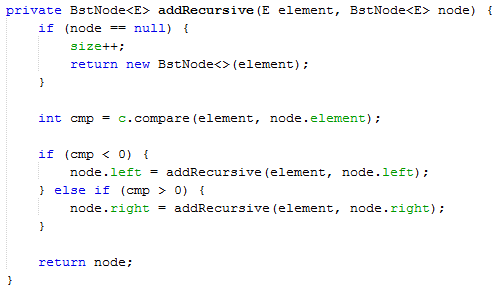 private BstNode<E> addRecursive(E element, BstNode<E> node) {
    if (node == null) {
        size++;
        return new BstNode<>(element);
    }

    int cmp = c.compare(element, node.element);

    if (cmp < 0) {
        node.left = addRecursive(element, node.left);
    } else if (cmp > 0) {
        node.right = addRecursive(element, node.right);
    }

    return node;
}